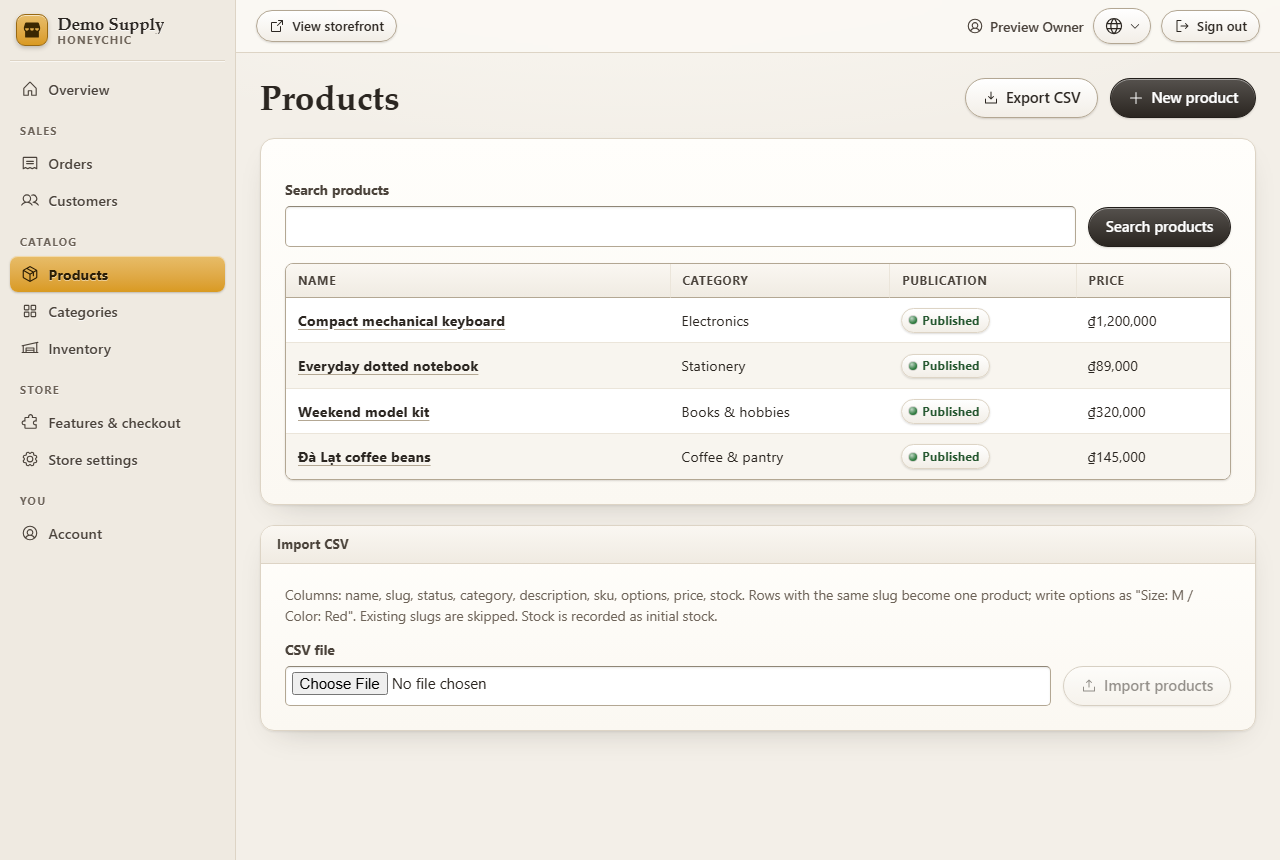 Demo Supply
HONEYCHIC
View storefront
Preview Owner
Sign out
Overview
SALES
Orders
Customers
CATALOG
Products
Categories
Inventory
STORE
Features & checkout
Store settings
YOU
Account
Products
Export CSV
New product
Search products
Search products
NAME CATEGORY PUBLICATION PRICE
Compact mechanical keyboard Electronics Published ₫1,200,000
Everyday dotted notebook Stationery Published ₫89,000
Weekend model kit Books & hobbies Published ₫320,000
Đà Lạt coffee beans Coffee & pantry Published ₫145,000
Import CSV
Columns: name, slug, status, category, description, sku, options, price, stock. Rows with the same slug become one product; write options as "Size: M /
Color: Red". Existing slugs are skipped. Stock is recorded as initial stock.
CSV file
Choose File No file chosen
Import products